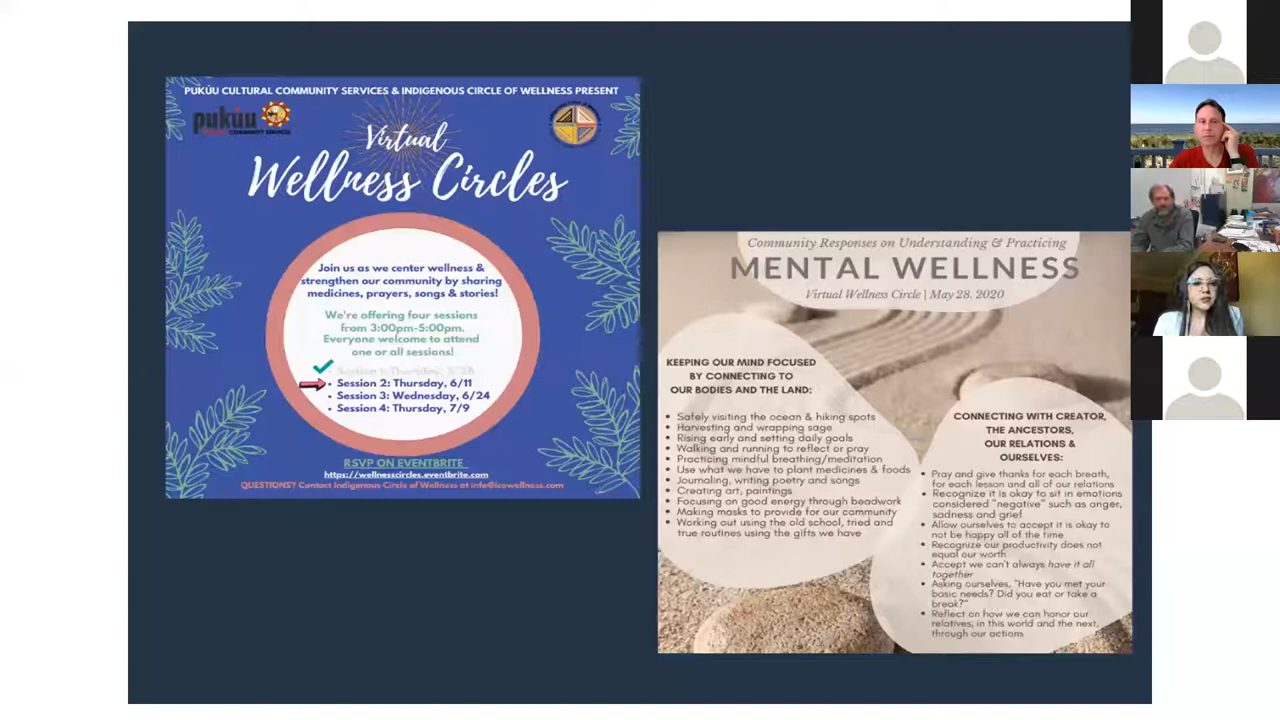 PUKÚU CULTURAL COMMUNITY SERVICES & INDIGENOUS CIRCLE OF WELLNESS PRESENT
pukúu
COMMUNITY SERVICES
Virtual
Wellness Circles
Join us as we center wellness &
strengthen our community by sharing
medicines, prayers, songs & stories!
We're offering four sessions
from 3:00pm-5:00pm.
Everyone welcome to attend
one or all sessions!
Session 1: Thursday, 5/28
Session 2: Thursday, 6/11
Session 3: Wednesday, 6/24
Session 4: Thursday, 7/9
RSVP ON EVENTBRITE
https://wellnesscircles.eventbrite.com
QUESTIONS? Contact Indigenous Circle of Wellness at info@icowellness.com
Community Responses on Understanding & Practicing
MENTAL WELLNESS
Virtual Wellness Circle | May 28. 2020
KEEPING OUR MIND FOCUSED
BY CONNECTING TO
OUR BODIES AND THE LAND:
• Safely visiting the ocean & hiking spots
• Harvesting and wrapping sage
• Rising early and setting daily goals
• Walking and running to reflect or pray
• Practicing mindful breathing/meditation
• Use what we have to plant medicines & foods
• Journaling, writing poetry and songs
• Creating art, paintings
• Focusing on good energy through beadwork
• Making masks to provide for our community
• Working out using the old school, tried and
true routines using the gifts we have
CONNECTING WITH CREATOR,
THE ANCESTORS,
OUR RELATIONS &
OURSELVES:
• Pray and give thanks for each breath,
for each lesson and all of our relations
• Recognize it is okay to sit in emotions
considered "negative" such as anger,
sadness and grief
• Allow ourselves to accept it is okay to
not be happy all of the time
• Recognize our productivity does not
equal our worth
• Accept we can't always have it all
together
• Asking ourselves, "Have you met your
basic needs? Did you eat or take a
break?"
• Reflect on how we can honor our
relatives, in this world and the next,
through our actions